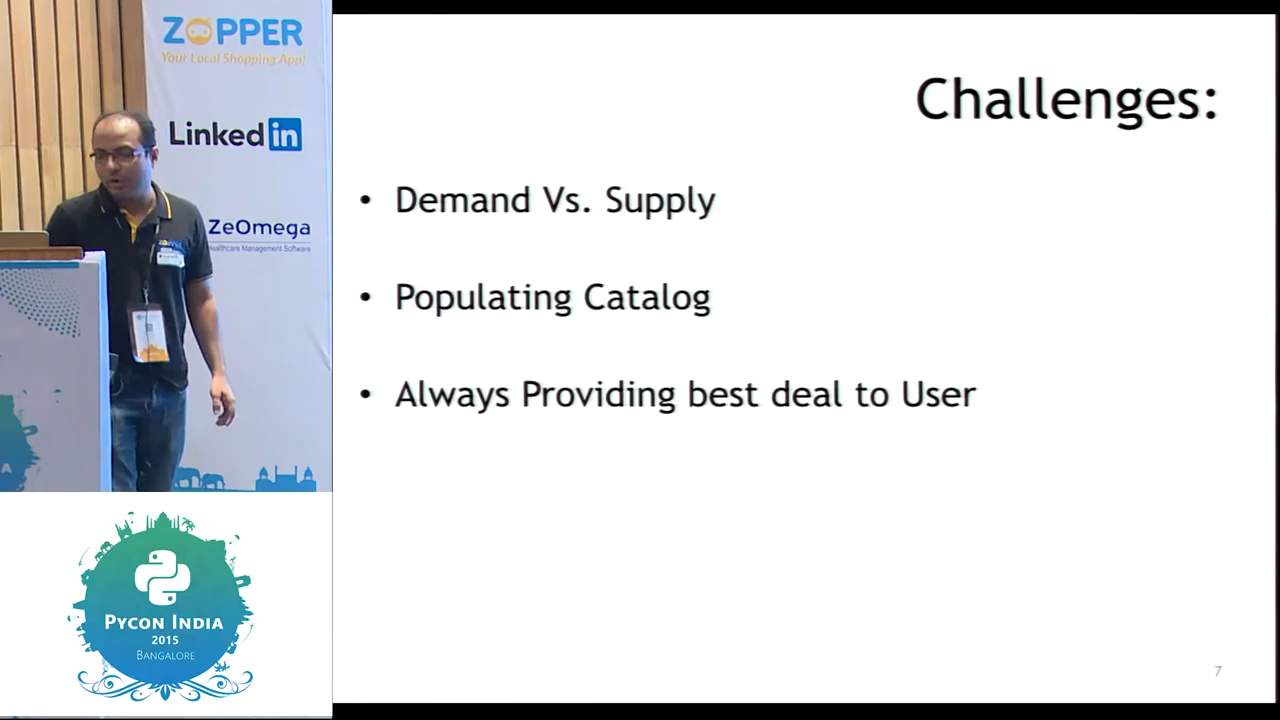 ZOPPER
Your Local Shopping App!
Linked in
ZeOmega
Healthcare Management Software
ZOPPER
PYCON INDIA
2015
BANGALORE
Challenges:
• Demand Vs. Supply
• Populating Catalog
• Always Providing best deal to User
7